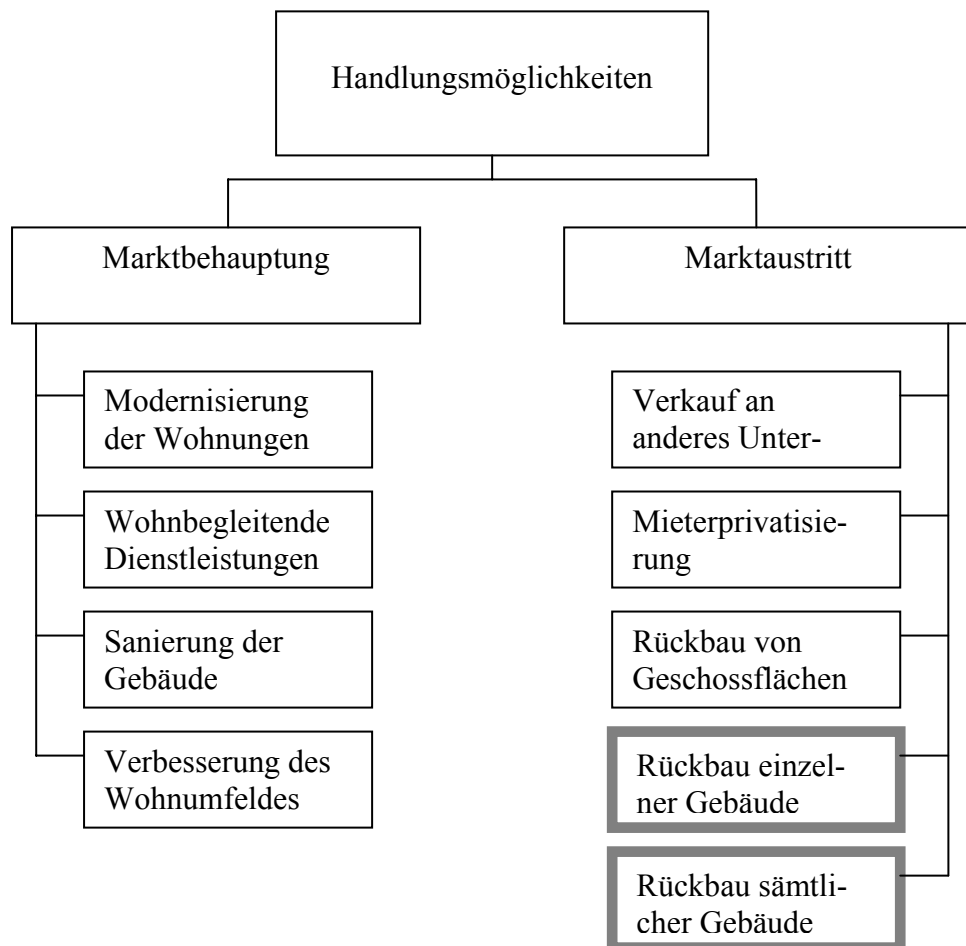 Handlungsmöglichkeiten
Marktbehauptung
Modernisierung
der Wohnungen
Wohnbegleitende
Dienstleistungen
Sanierung der
Gebäude
Verbesserung des
Wohnumfeldes
Marktaustritt
Verkauf an
anderes Unter-
Mieterprivatisie-
rung
Rückbau von
Geschossflächen
Rückbau einzel-
ner Gebäude
Rückbau sämtli-
cher Gebäude